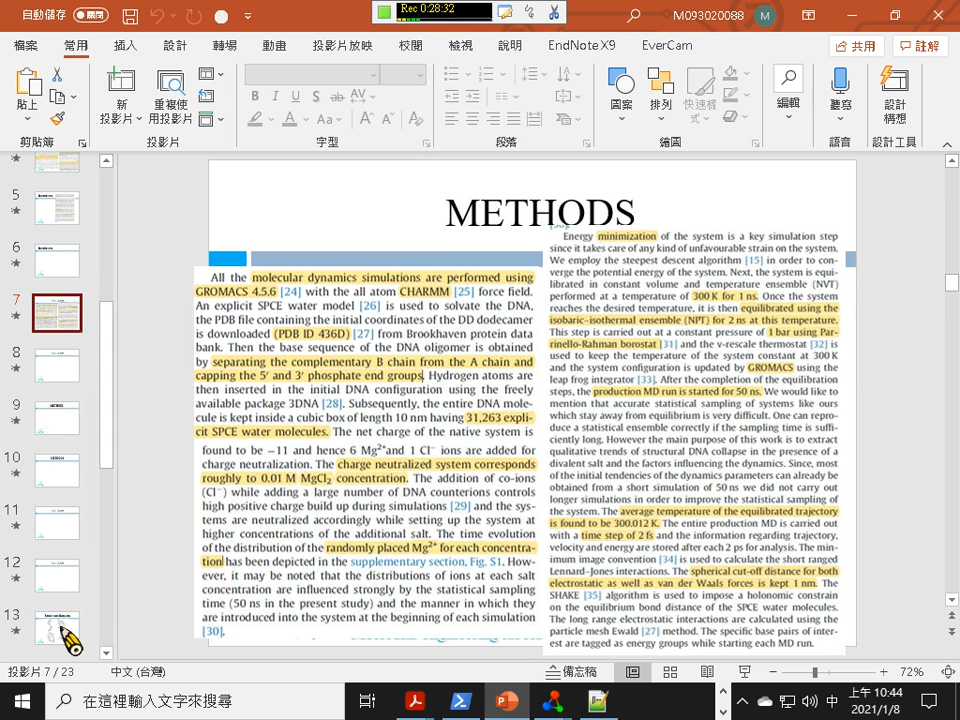 自動儲存 關閉
Rec 0:28:32
M093020088
M
檔案 常用 插入 設計 轉場 動畫 投影片放映 校閱 檢視 說明 EndNote X9 EverCam 共用 註解
貼上
新
投影片
重複使
用投影片
B I U S ab AV
A Aa A A A
圖案 排列 快速樣
式
編輯 聽寫 設計
構想
剪貼簿 投影片 字型 段落 繪圖 語音 設計工具
5
6
7
8
9
10
11
12
13
METHODS
All the molecular dynamics simulations are performed using
GROMACS 4.5.6 [24] with the all atom CHARMM [25] force field.
An explicit SPCE water model [26] is used to solvate the DNA,
the PDB file containing the initial coordinates of the DD dodecamer
is downloaded (PDB ID 436D) [27] from Brookhaven protein data
bank. Then the base sequence of the DNA oligomer is obtained
by separating the complementary B chain from the A chain and
capping the 5′ and 3′ phosphate end groups. Hydrogen atoms are
then inserted in the initial DNA configuration using the freely
available package 3DNA [28]. Subsequently, the entire DNA mole-
cule is kept inside a cubic box of length 10 nm having 31,263 expli-
cit SPCE water molecules. The net charge of the native system is
found to be −11 and hence 6 Mg²⁺and 1 Cl⁻ ions are added for
charge neutralization. The charge neutralized system corresponds
roughly to 0.01 M MgCl₂ concentration. The addition of co-ions
(Cl⁻) while adding a large number of DNA counterions controls
high positive charge build up during simulations [29] and the sys-
tems are neutralized accordingly while setting up the system at
higher concentrations of the additional salt. The time evolution
of the distribution of the randomly placed Mg²⁺ for each concentra-
tion has been depicted in the supplementary section, Fig. S1. How-
ever, it may be noted that the distributions of ions at each salt
concentration are influenced strongly by the statistical sampling
time (50 ns in the present study) and the manner in which they
are introduced into the system at the beginning of each simulation
[30].
Energy minimization of the system is a key simulation step
since it takes care of any kind of unfavourable strain on the system.
We employ the steepest descent algorithm [15] in order to con-
verge the potential energy of the system. Next, the system is equi-
librated in constant volume and temperature ensemble (NVT)
performed at a temperature of 300 K for 1 ns. Once the system
reaches the desired temperature, it is then equilibrated using the
isobaric–isothermal ensemble (NPT) for 2 ns at this temperature.
This step is carried out at a constant pressure of 1 bar using Par-
rinello-Rahman borostat [31] and the v-rescale thermostat [32] is
used to keep the temperature of the system constant at 300 K
and the system configuration is updated by GROMACS using the
leap frog integrator [33]. After the completion of the equilibration
steps, the production MD run is started for 50 ns. We would like to
mention that accurate statistical sampling of systems like ours
which stay away from equilibrium is very difficult. One can repro-
duce a statistical ensemble correctly if the sampling time is suffi-
ciently long. However the main purpose of this work is to extract
qualitative trends of structural DNA collapse in the presence of a
divalent salt and the factors influencing the dynamics. Since, most
of the initial tendencies of the dynamics parameters can already be
obtained from a short simulation of 50 ns we did not carry out
longer simulations in order to improve the statistical sampling of
the system. The average temperature of the equilibrated trajectory
is found to be 300.012 K. The entire production MD is carried out
with a time step of 2 fs and the information regarding trajectory,
velocity and energy are stored after each 2 ps for analysis. The min-
imum image convention [34] is used to calculate the short ranged
Lennard–Jones interactions. The spherical cut-off distance for both
electrostatic as well as van der Waals forces is kept 1 nm. The
SHAKE [35] algorithm is used to impose a holonomic constrain
on the equilibrium bond distance of the SPCE water molecules.
The long range electrostatic interactions are calculated using the
particle mesh Ewald [27] method. The specific base pairs of inter-
est are tagged as energy groups while starting each MD run.
投影片 7 / 23 中文 (台灣) 備忘稿 72%
在這裡輸入文字來搜尋
中 上午 10:44
2021/1/8